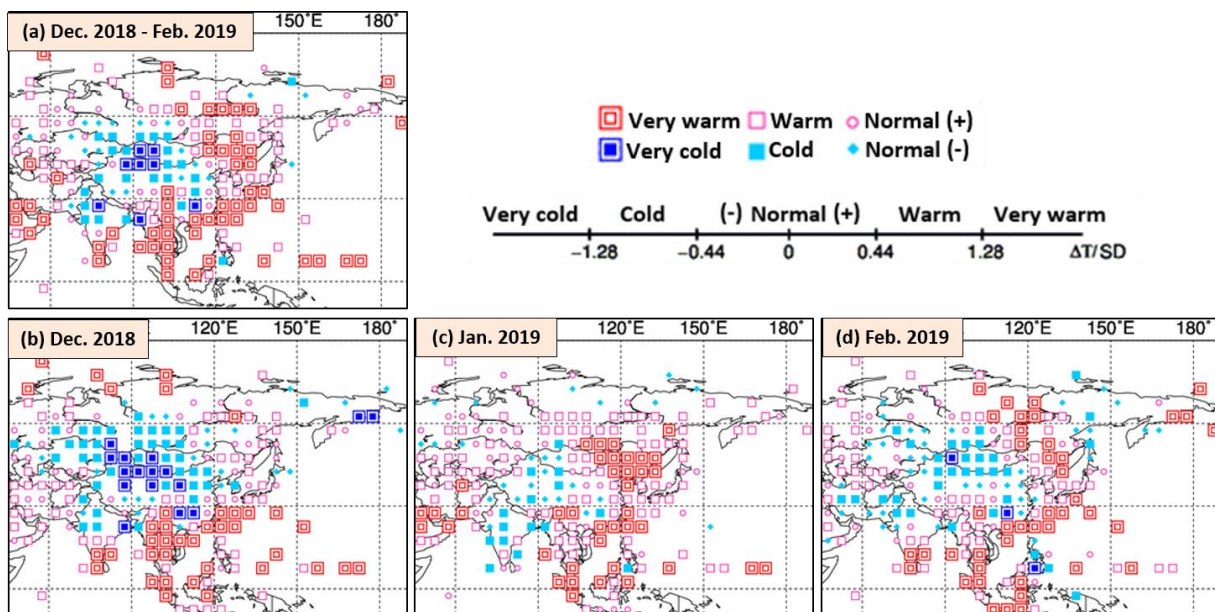 (a) Dec. 2018 - Feb. 2019
150°E 180°
Very warm Warm Normal (+)
Very cold Cold Normal (-)
Very cold Cold (-) Normal (+) Warm Very warm
-1.28 -0.44 0 0.44 1.28 ΔT/SD
(b) Dec. 2018
120°E 150°E 180°
(c) Jan. 2019
120°E 150°E 180°
(d) Feb. 2019
120°E 150°E 180°